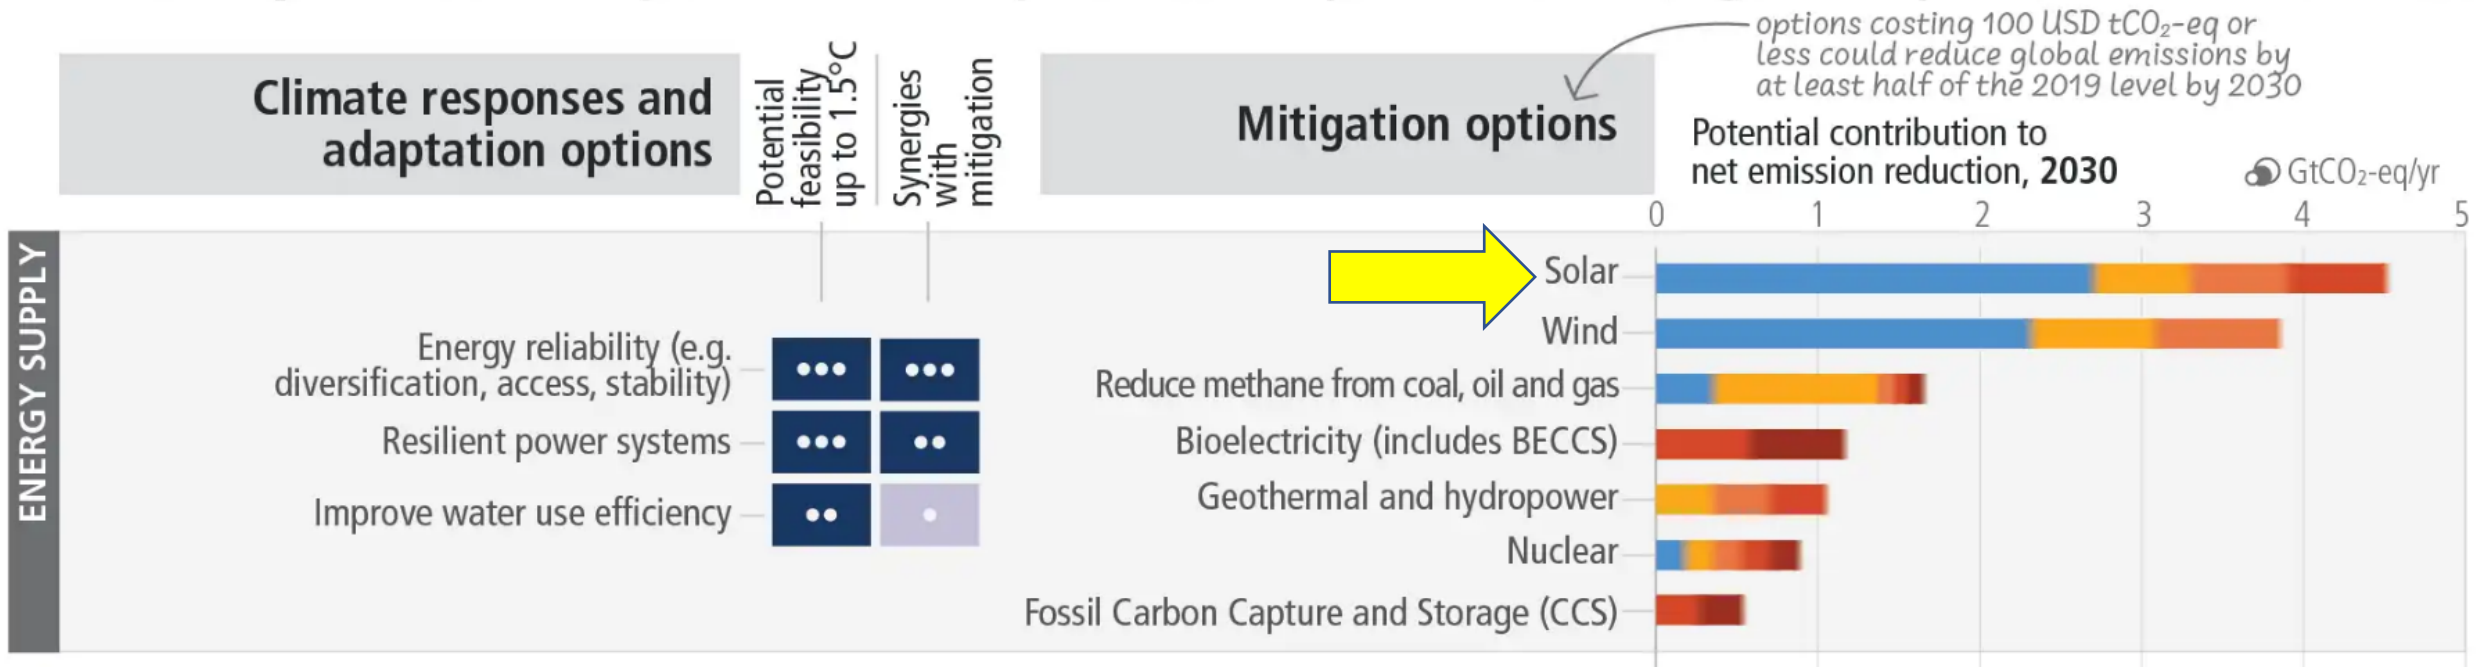 options costing 100 USD tCO₂-eq or
less could reduce global emissions by
at least half of the 2019 level by 2030
Climate responses and
adaptation options
Potential
feasibility
up to 1.5°C
Synergies
with
mitigation
Mitigation options
Potential contribution to
net emission reduction, 2030
GtCO₂-eq/yr
0 1 2 3 4 5
ENERGY SUPPLY
Energy reliability (e.g.
diversification, access, stability)
Resilient power systems
Improve water use efficiency
Solar
Wind
Reduce methane from coal, oil and gas
Bioelectricity (includes BECCS)
Geothermal and hydropower
Nuclear
Fossil Carbon Capture and Storage (CCS)